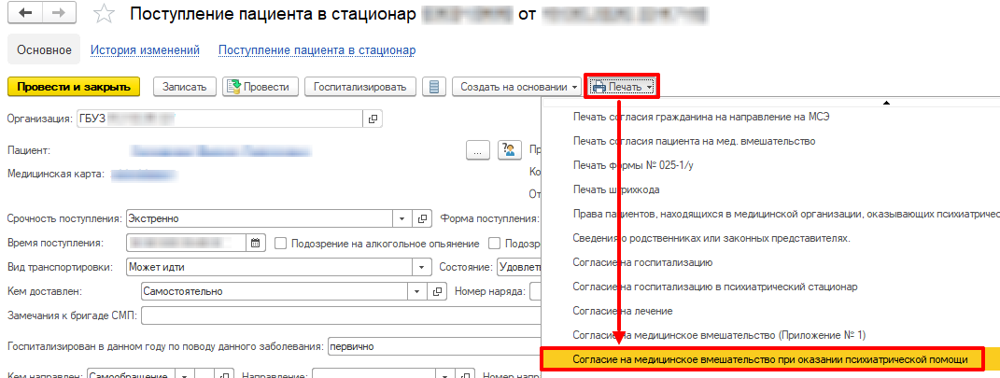 Поступление пациента в стационар от
Основное История изменений Поступление пациента в стационар
Провести и закрыть Записать Провести Госпитализировать Создать на основании Печать
Организация: ГБУЗ
Печать согласия гражданина на направление на МСЭ
Печать согласия пациента на мед. вмешательство
Пациент: ... Пр
Печать формы № 025-1/у
Медицинская карта: Ко
Печать штрихкода
От
Права пациентов, находящихся в медицинской организации, оказывающих психиатричес
Срочность поступления: Экстренно Форма поступления:
Сведения о родственниках или законных представителях.
Время поступления: Подозрение на алкогольное опьянение Подозр
Согласие на госпитализацию
Вид транспортировки: Может идти Состояние: Удовлет
Согласие на госпитализацию в психиатрический стационар
Кем доставлен: Самостоятельно Номер наряда:
Согласие на лечение
Замечания к бригаде СМП:
Согласие на медицинское вмешательство (Приложение № 1)
Госпитализирован в данном году по поводу данного заболевания: первично
Согласие на медицинское вмешательство при оказании психиатрической помощи
Кем направлен: Самообращение Направление: Номер напр